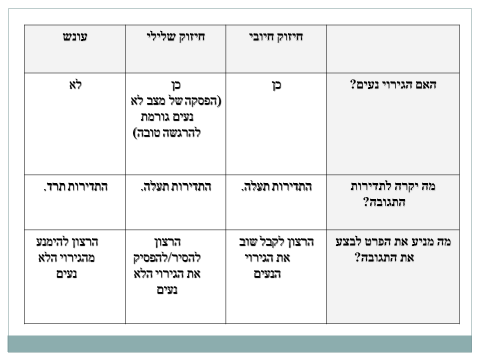 חיזוק חיובי
חיזוק שלילי
עונש
האם הגירוי נעים?
כן
כן
(הפסקה של מצב לא
נעים גורמת
להרגשה טובה)
לא
מה יקרה לתדירות
התגובה?
התדירות תעלה.
התדירות תעלה.
התדירות תרד.
מה מניע את הפרט לבצע
את התגובה?
הרצון לקבל שוב
את הגירוי
הנעים
הרצון
להסיר/להפסיק
את הגירוי הלא
נעים
הרצון להימנע
מהגירוי הלא
נעים